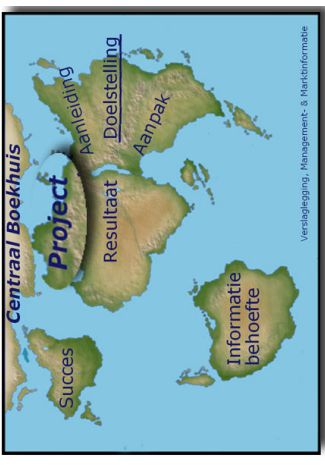 Centraal Boekhuis
Project
Succes
Aanleiding
Doelstelling
Aanpak
Resultaat
Informatie
behoefte
Verslaglegging, Management- & Marktinformatie